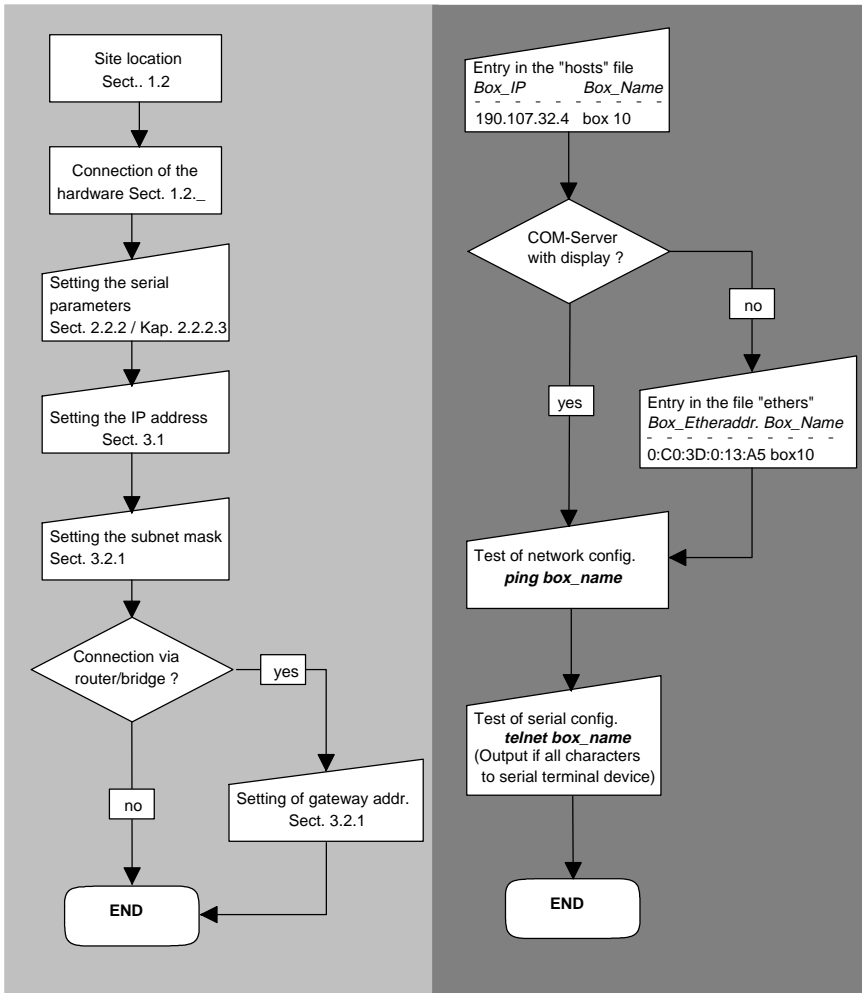 Site location
Sect.. 1.2
Connection of the
hardware Sect. 1.2._
Setting the serial
parameters
Sect. 2.2.2 / Kap. 2.2.2.3
Setting the IP address
Sect. 3.1
Setting the subnet mask
Sect. 3.2.1
Connection via
router/bridge ?
yes
no
Setting of gateway addr.
Sect. 3.2.1
END
Entry in the "hosts" file
Box_IP Box_Name
- - - - - - - - - - - - -
190.107.32.4 box 10
COM-Server
with display ?
no
yes
Entry in the file "ethers"
Box_Etheraddr. Box_Name
- - - - - - - - - - - - -
0:C0:3D:0:13:A5 box10
Test of network config.
ping box_name
Test of serial config.
telnet box_name
(Output if all characters
to serial terminal device)
END